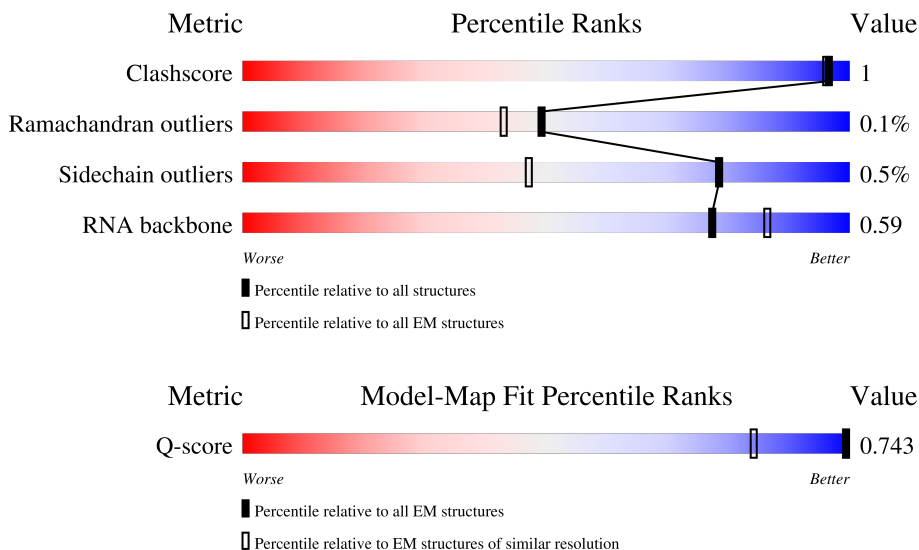 Metric Percentile Ranks Value
Clashscore 1
Ramachandran outliers 0.1%
Sidechain outliers 0.5%
RNA backbone 0.59
Worse Better
Percentile relative to all structures
Percentile relative to all EM structures
Metric Model-Map Fit Percentile Ranks Value
Q-score 0.743
Worse Better
Percentile relative to all EM structures
Percentile relative to EM structures of similar resolution